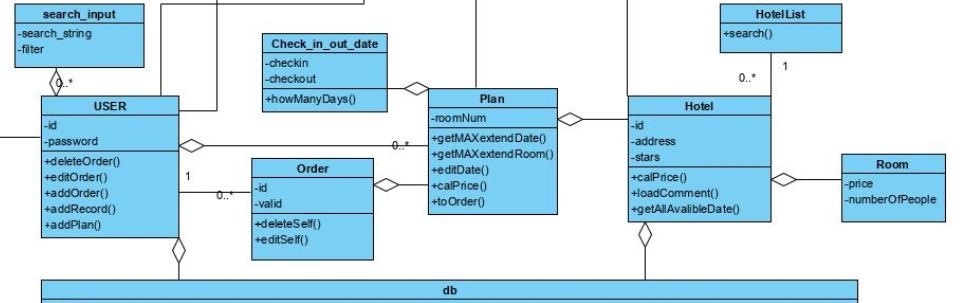 search_input
-search_string
-filter
0..*
USER
-id
-password
+deleteOrder()
+editOrder()
+addOrder()
+addRecord()
+addPlan()
1
0..*
0..*
Check_in_out_date
-checkin
-checkout
+howManyDays()
Order
-id
-valid
+deleteSelf()
+editSelf()
Plan
-roomNum
+getMAXextendDate()
+getMAXextendRoom()
+editDate()
+calPrice()
+toOrder()
HotelList
+search()
1
0..*
Hotel
-id
-address
-stars
+calPrice()
+loadComment()
+getAllAvalibleDate()
Room
-price
-numberOfPeople
db